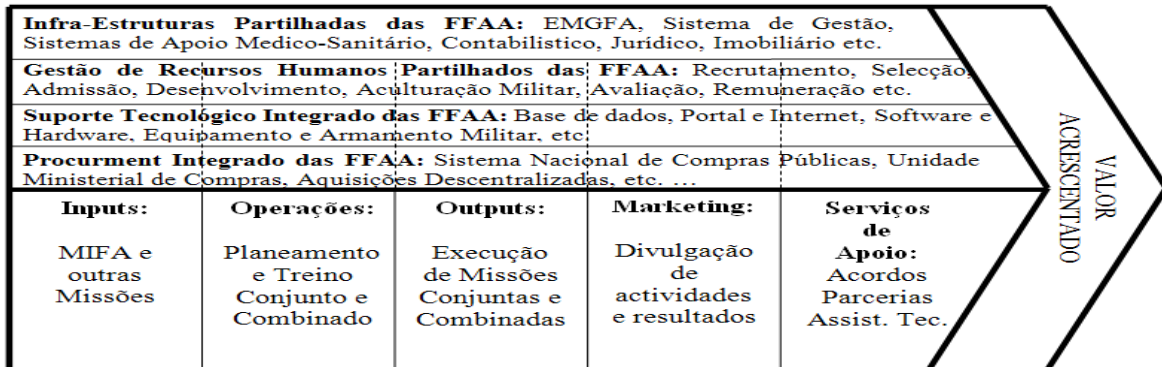 Infra-Estruturas Partilhadas das FFAA: EMGFA, Sistema de Gestão,
Sistemas de Apoio Medico-Sanitário, Contabilistico, Jurídico, Imobiliário etc.
Gestão de Recursos Humanos Partilhados das FFAA: Recrutamento, Selecção,
Admissão, Desenvolvimento, Aculturação Militar, Avaliação, Remuneração etc.
Suporte Tecnológico Integrado das FFAA: Base de dados, Portal e Internet, Software e
Hardware, Equipamento e Armamento Militar, etc.
Procurment Integrado das FFAA: Sistema Nacional de Compras Públicas, Unidade
Ministerial de Compras, Aquisições Descentralizadas, etc. …
Inputs:
MIFA e
outras
Missões
Operações:
Planeamento
e Treino
Conjunto e
Combinado
Outputs:
Execução
de Missões
Conjuntas e
Combinadas
Marketing:
Divulgação
de
actividades
e resultados
Serviços
de
Apoio:
Acordos
Parcerias
Assist. Tec.
VALOR
ACRESCENTADO